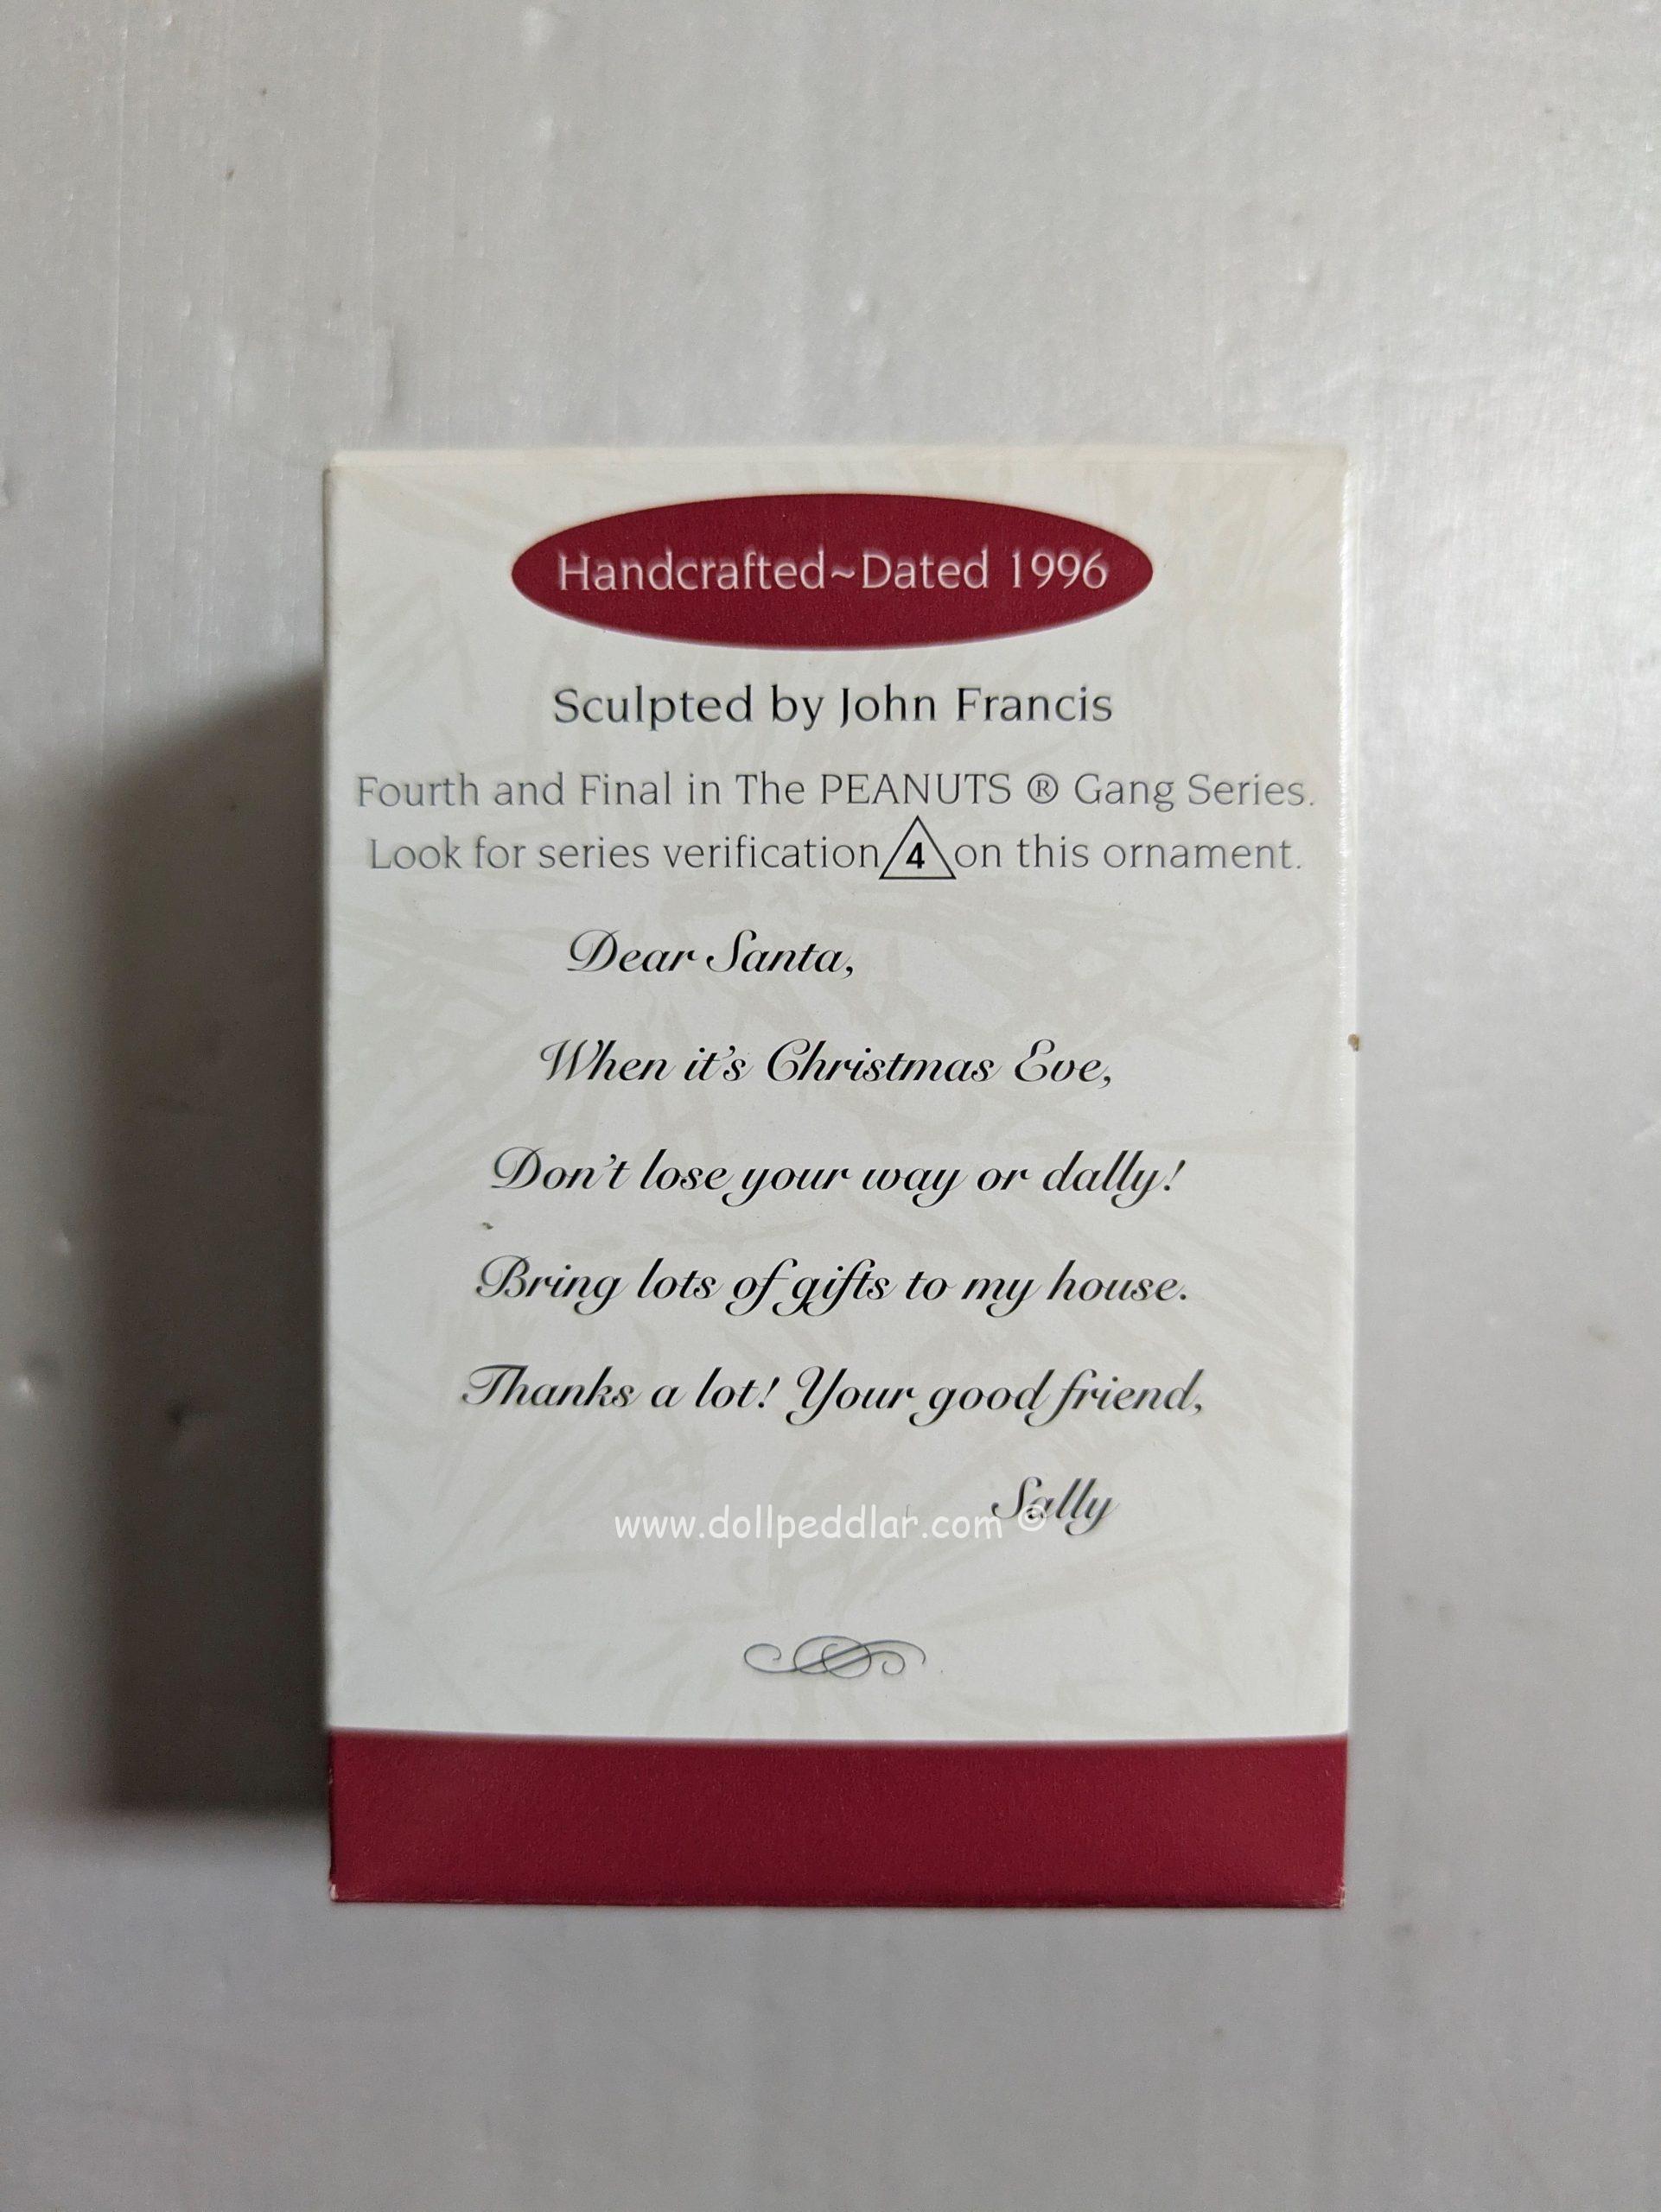 Handcrafted~Dated 1996
Sculpted by John Francis
Fourth and Final in The PEANUTS ® Gang Series.
Look for series verification 4 on this ornament.
Dear Santa,
When it's Christmas Eve,
Don't lose your way or dally!
Bring lots of gifts to my house.
Thanks a lot! Your good friend,
Sally
www.dollpeddlar.com ©